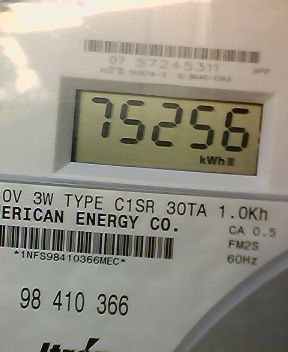 07 57245311
75256
kWh
0V 3W TYPE C1SR 30TA 1.0Kh
ERICAN ENERGY CO.
CA 0.5
FM2S
*1NFS98410366MEC*
60Hz
98 410 366
Itron